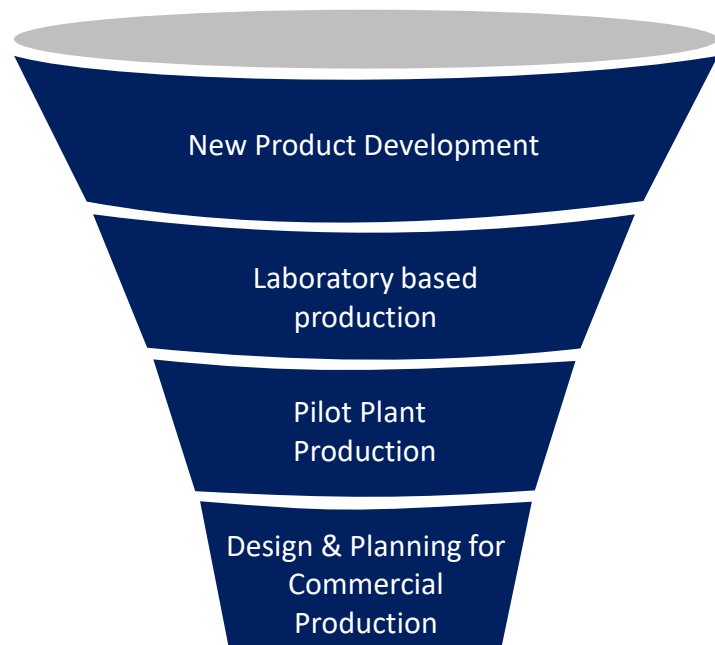 New Product Development
Laboratory based
production
Pilot Plant
Production
Design & Planning for
Commercial
Production